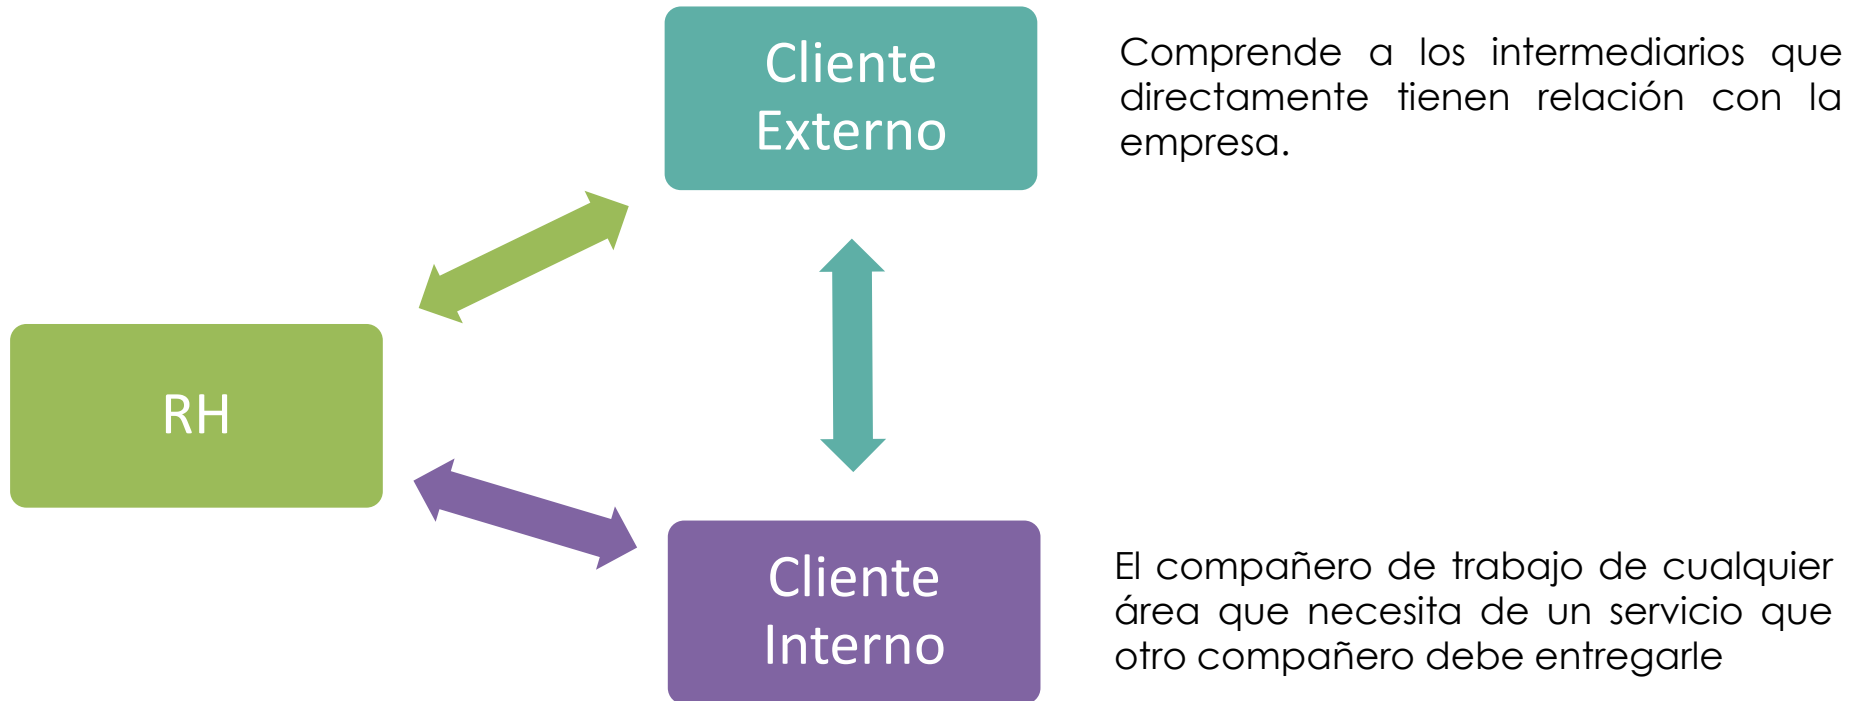 Cliente
Externo
Comprende a los intermediarios que
directamente tienen relación con la
empresa.
RH
Cliente
Interno
El compañero de trabajo de cualquier
área que necesita de un servicio que
otro compañero debe entregarle